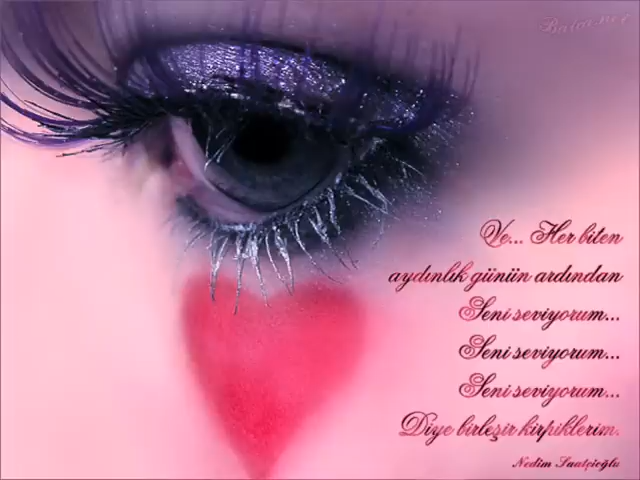 Ve... Her biten
aydınlık günün ardından
Seni seviyorum...
Seni seviyorum...
Seni seviyorum...
Diye birleşir kirpiklerim.
Nedim Saatçioğlu